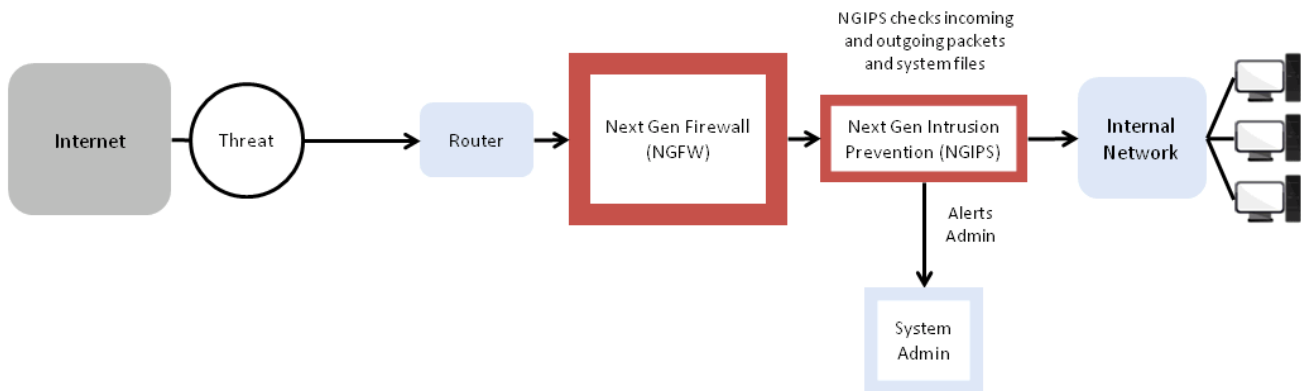 NGIPS checks incoming
and outgoing packets
and system files
Internet
Threat
Router
Next Gen Firewall
(NGFW)
Next Gen Intrusion
Prevention (NGIPS)
Internal
Network
Alerts
Admin
System
Admin